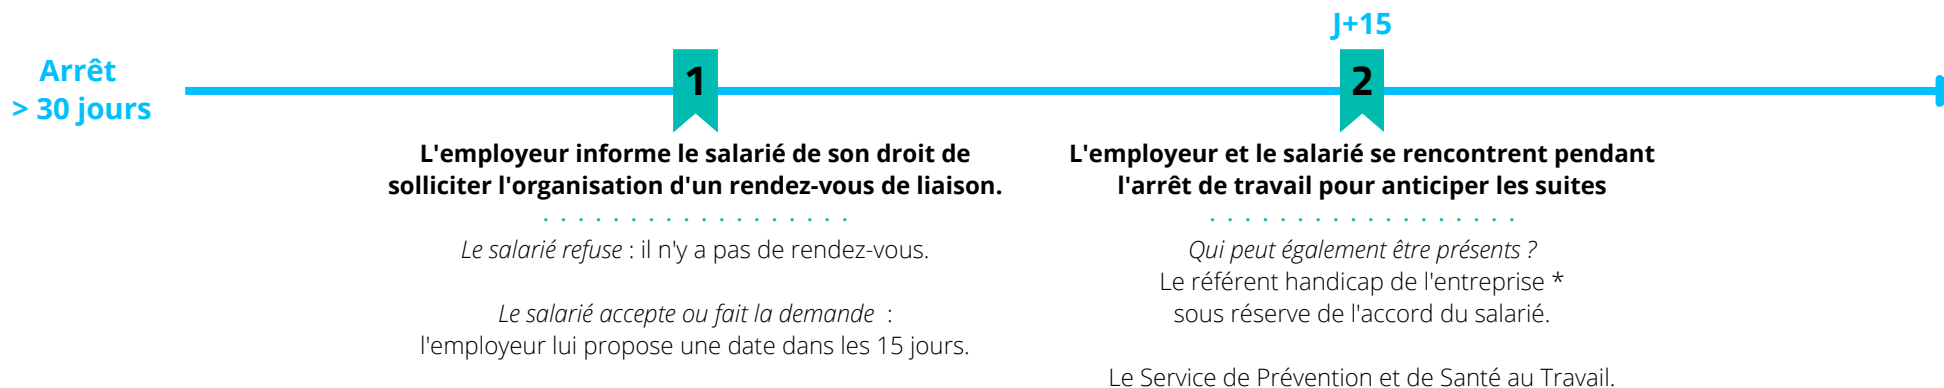 Arrêt
> 30 jours
1
L'employeur informe le salarié de son droit de
solliciter l'organisation d'un rendez-vous de liaison.
Le salarié refuse : il n'y a pas de rendez-vous.
Le salarié accepte ou fait la demande  :
l'employeur lui propose une date dans les 15 jours.
J+15
2
L'employeur et le salarié se rencontrent pendant
l'arrêt de travail pour anticiper les suites
Qui peut également être présents ?
Le référent handicap de l'entreprise *
sous réserve de l'accord du salarié.
Le Service de Prévention et de Santé au Travail.